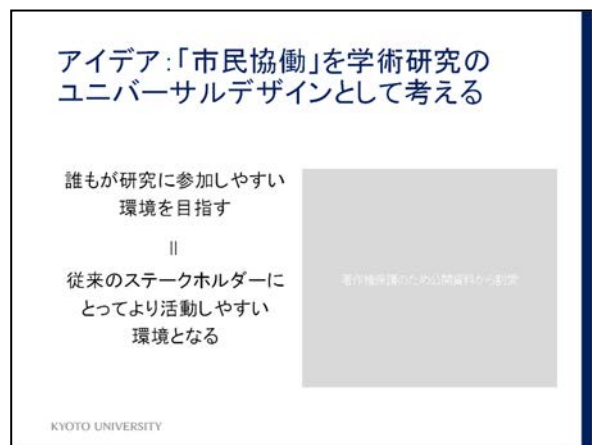 アイデア：「市民協働」を学術研究の
ユニバーサルデザインとして考える
誰もが研究に参加しやすい
環境を目指す
＝
従来のステークホルダーに
とってより活動しやすい
環境となる
著作権保護のため公開資料から割愛
KYOTO UNIVERSITY